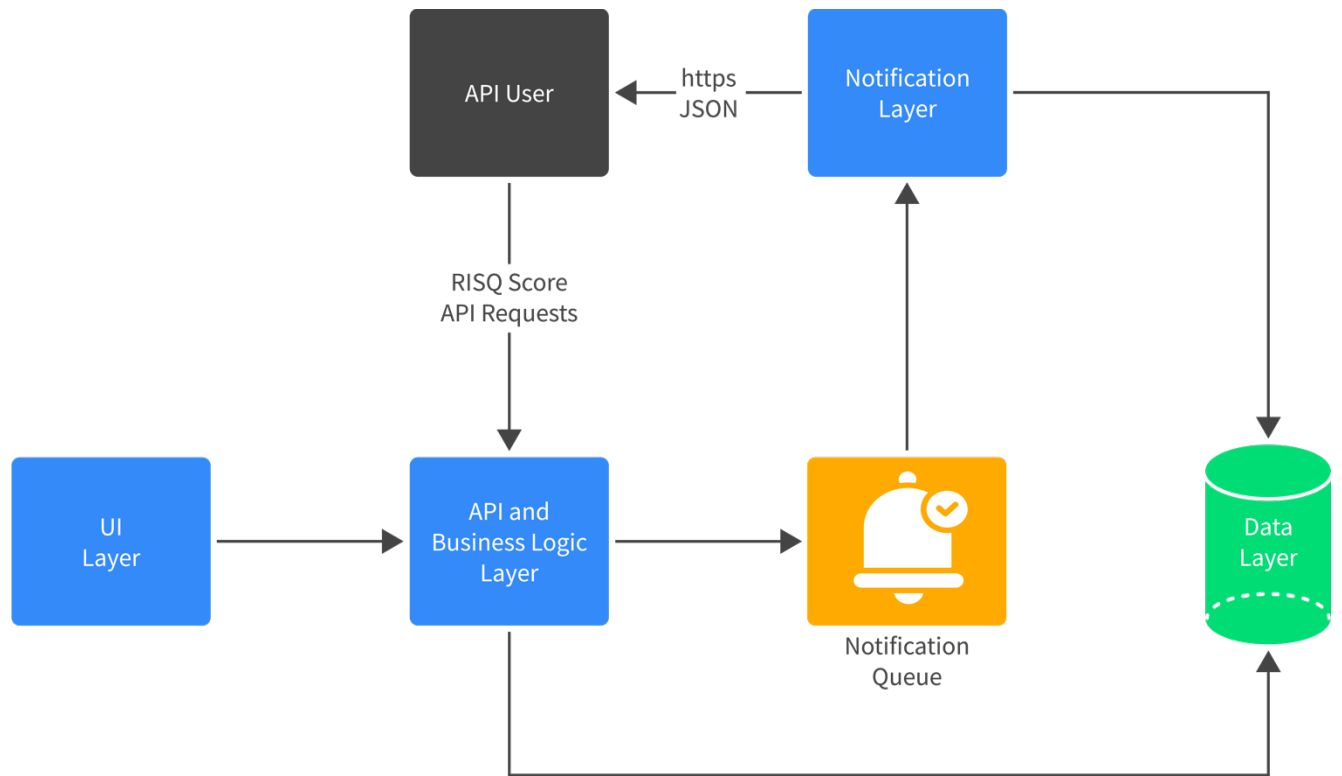 API User
https
JSON
Notification
Layer
RISQ Score
API Requests
UI
Layer
API and
Business Logic
Layer
Notification
Queue
Data
Layer